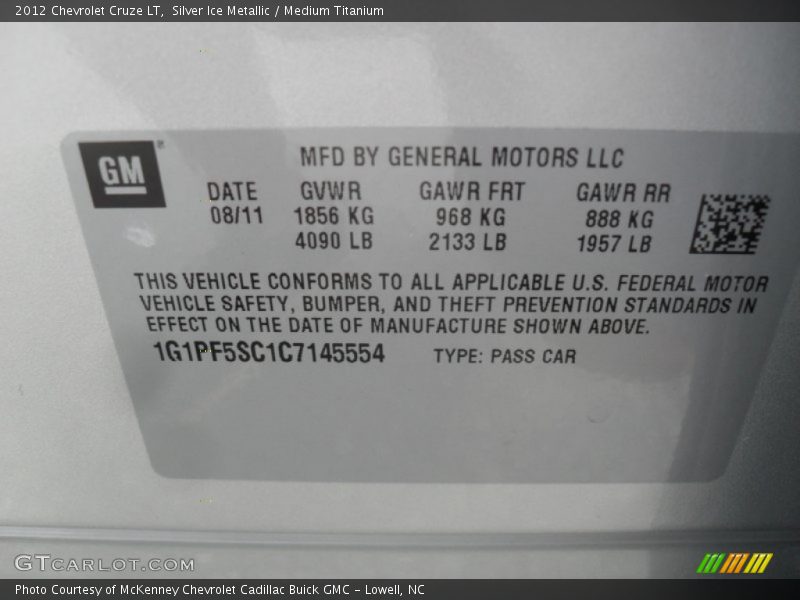 2012 Chevrolet Cruze LT,  Silver Ice Metallic / Medium Titanium
GM®
MFD BY GENERAL MOTORS LLC
DATE GVWR GAWR FRT GAWR RR
08/11 1856 KG 968 KG 888 KG
4090 LB 2133 LB 1957 LB
THIS VEHICLE CONFORMS TO ALL APPLICABLE U.S. FEDERAL MOTOR
VEHICLE SAFETY, BUMPER, AND THEFT PREVENTION STANDARDS IN
EFFECT ON THE DATE OF MANUFACTURE SHOWN ABOVE.
1G1PF5SC1C7145554 TYPE: PASS CAR
GTCARLOT.COM
Photo Courtesy of McKenney Chevrolet Cadillac Buick GMC - Lowell, NC